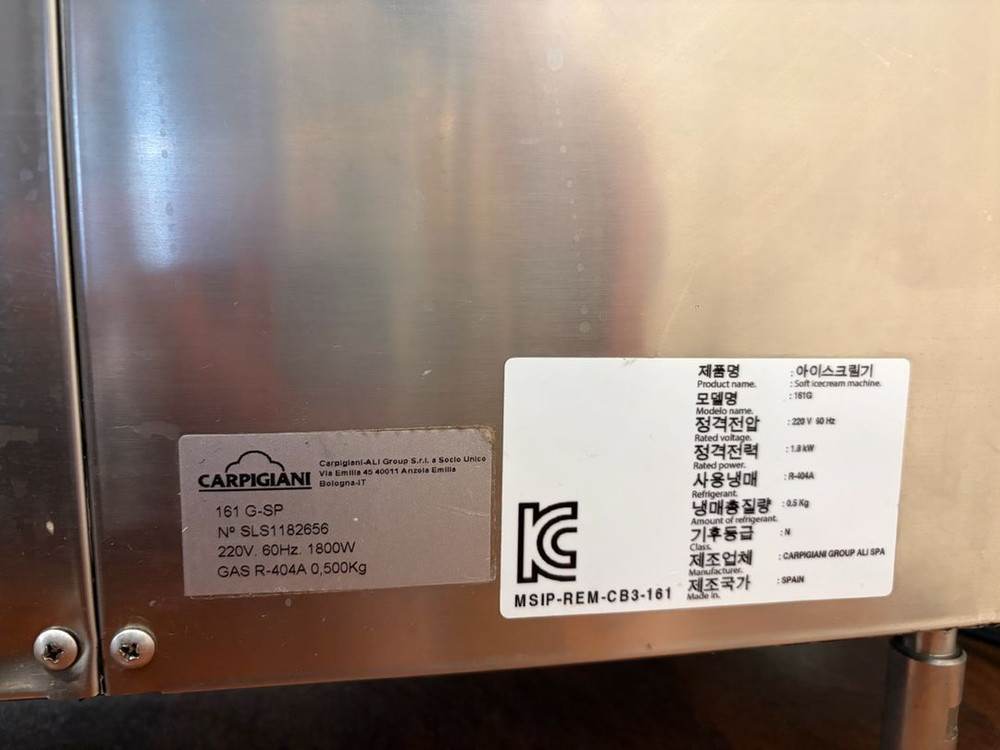 CARPIGIANI
Carpigiani-ALI Group S.r.l. a Socio Unico
Via Emilia 45 40011 Anzola Emilia
Bologna-IT
161 G-SP
Nº SLS1182656
220V. 60Hz. 1800W
GAS R-404A 0,500Kg
MSIP-REM-CB3-161
제품명 : 아이스크림기
Product name. : Soft icecream machine.
모델명 : 161G
Modelo name.
정격전압 : 220 V 60 Hz
Rated voltage.
정격전력 : 1.8 kW
Rated power.
사용냉매 : R-404A
Refrigerant.
냉매총질량 : 0.5 Kg
Amount of refrigerant.
기후등급 : N
Class.
제조업체 : CARPIGIANI GROUP ALI SPA
Manufacturer.
제조국가 : SPAIN
Made in.